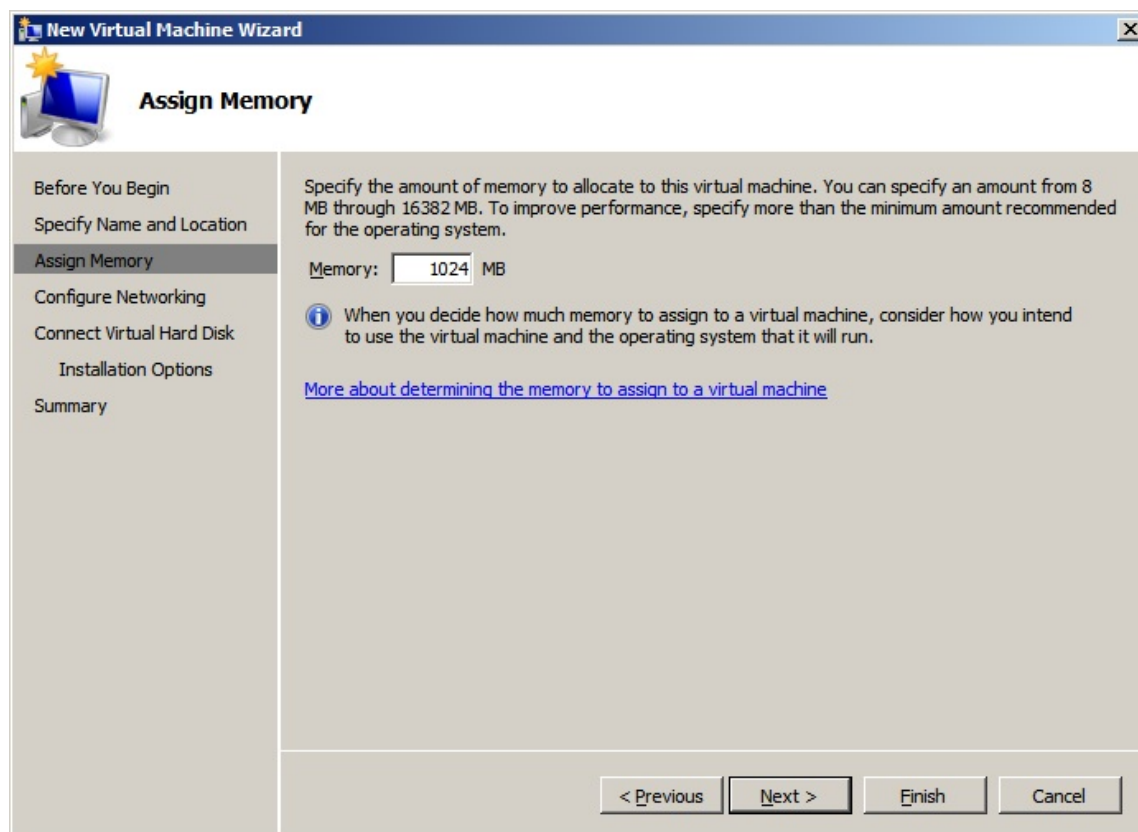 New Virtual Machine Wizard
Assign Memory
Before You Begin
Specify Name and Location
Assign Memory
Configure Networking
Connect Virtual Hard Disk
Installation Options
Summary
Specify the amount of memory to allocate to this virtual machine. You can specify an amount from 8
MB through 16382 MB. To improve performance, specify more than the minimum amount recommended
for the operating system.
Memory: 1024 MB
When you decide how much memory to assign to a virtual machine, consider how you intend
to use the virtual machine and the operating system that it will run.
More about determining the memory to assign to a virtual machine
< Previous Next > Finish Cancel